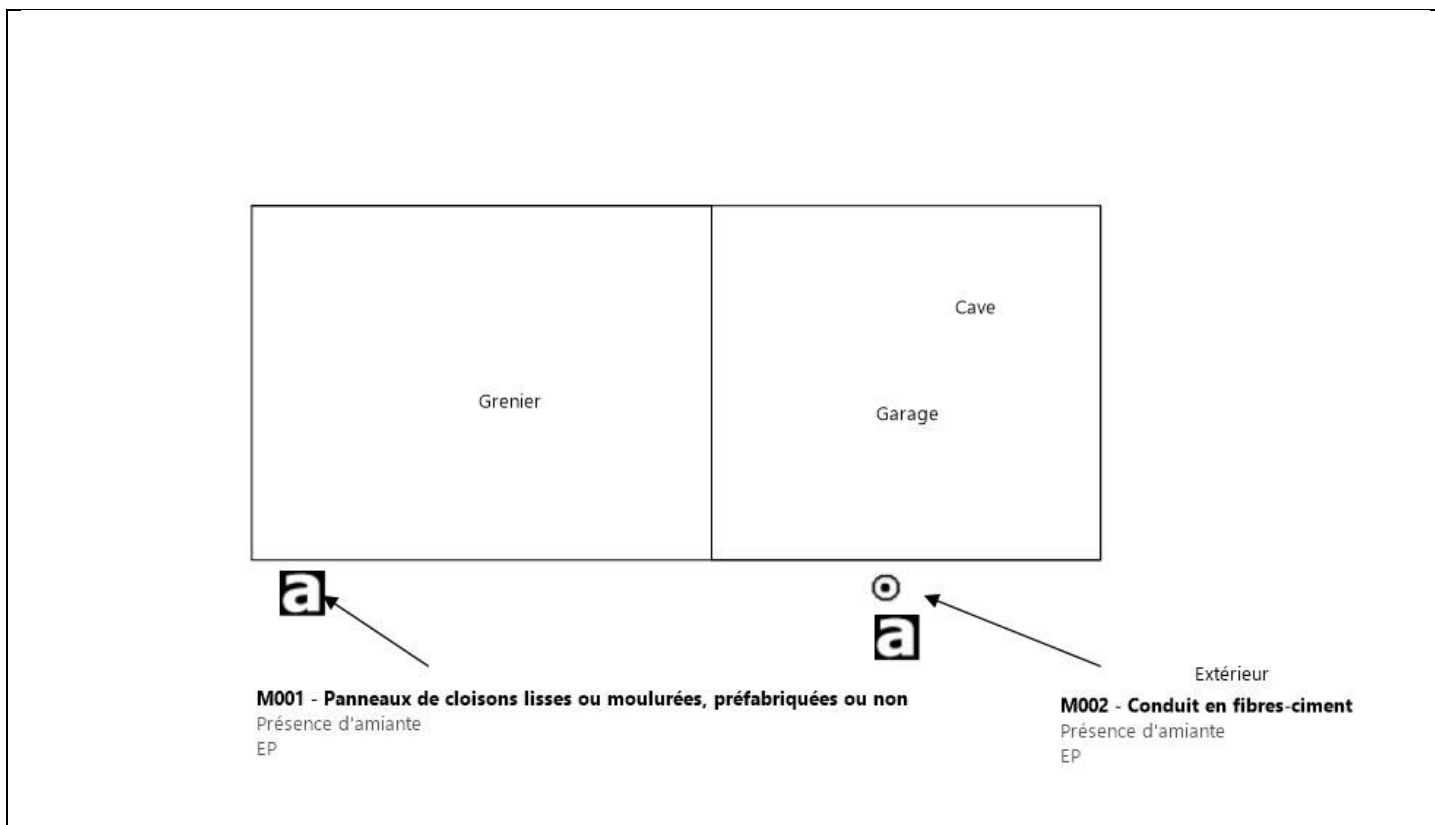 Cave
Grenier
Garage
a
a
Extérieur
M001 - Panneaux de cloisons lisses ou moulurées, préfabriquées ou non
Présence d'amiante
EP
M002 - Conduit en fibres-ciment
Présence d'amiante
EP